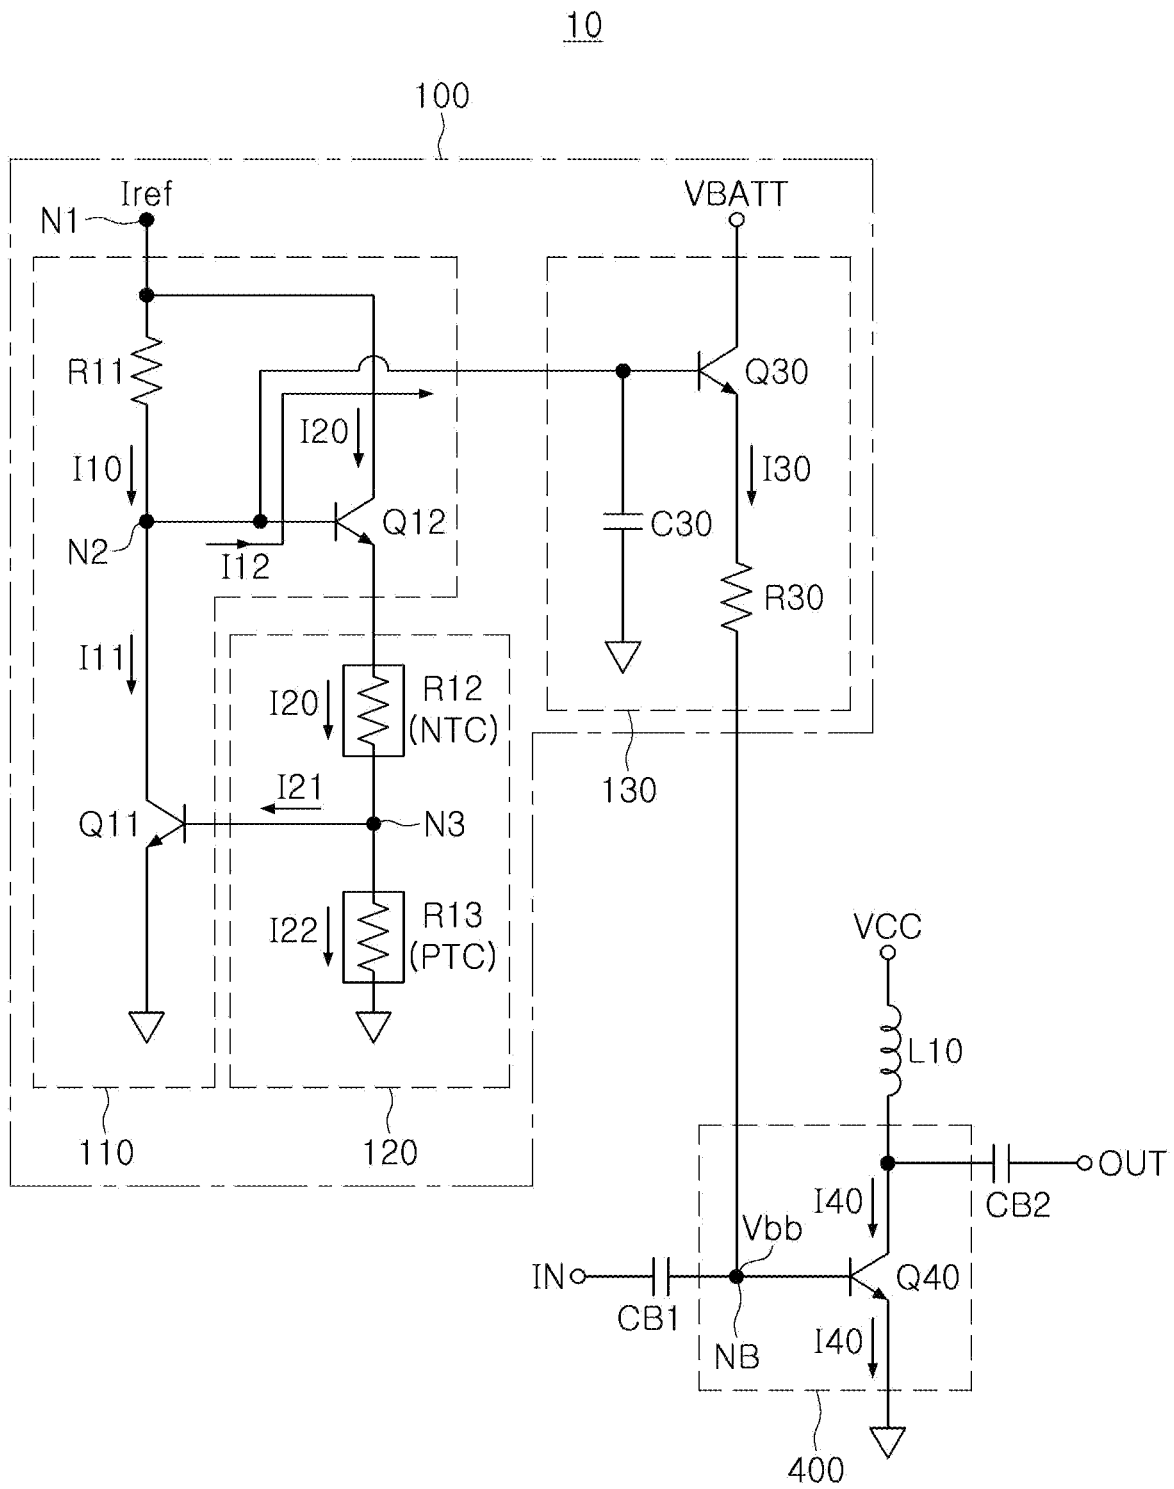 10
100
Iref
VBATT
N1
R11
Q30
I20
I10
I30
Q12
C30
N2
I12
R30
I11
I20
R12
(NTC)
130
I21
Q11
N3
R13
(PTC)
I22
VCC
L10
110
120
OUT
CB2
I40
Vbb
IN
Q40
CB1
NB
I40
400